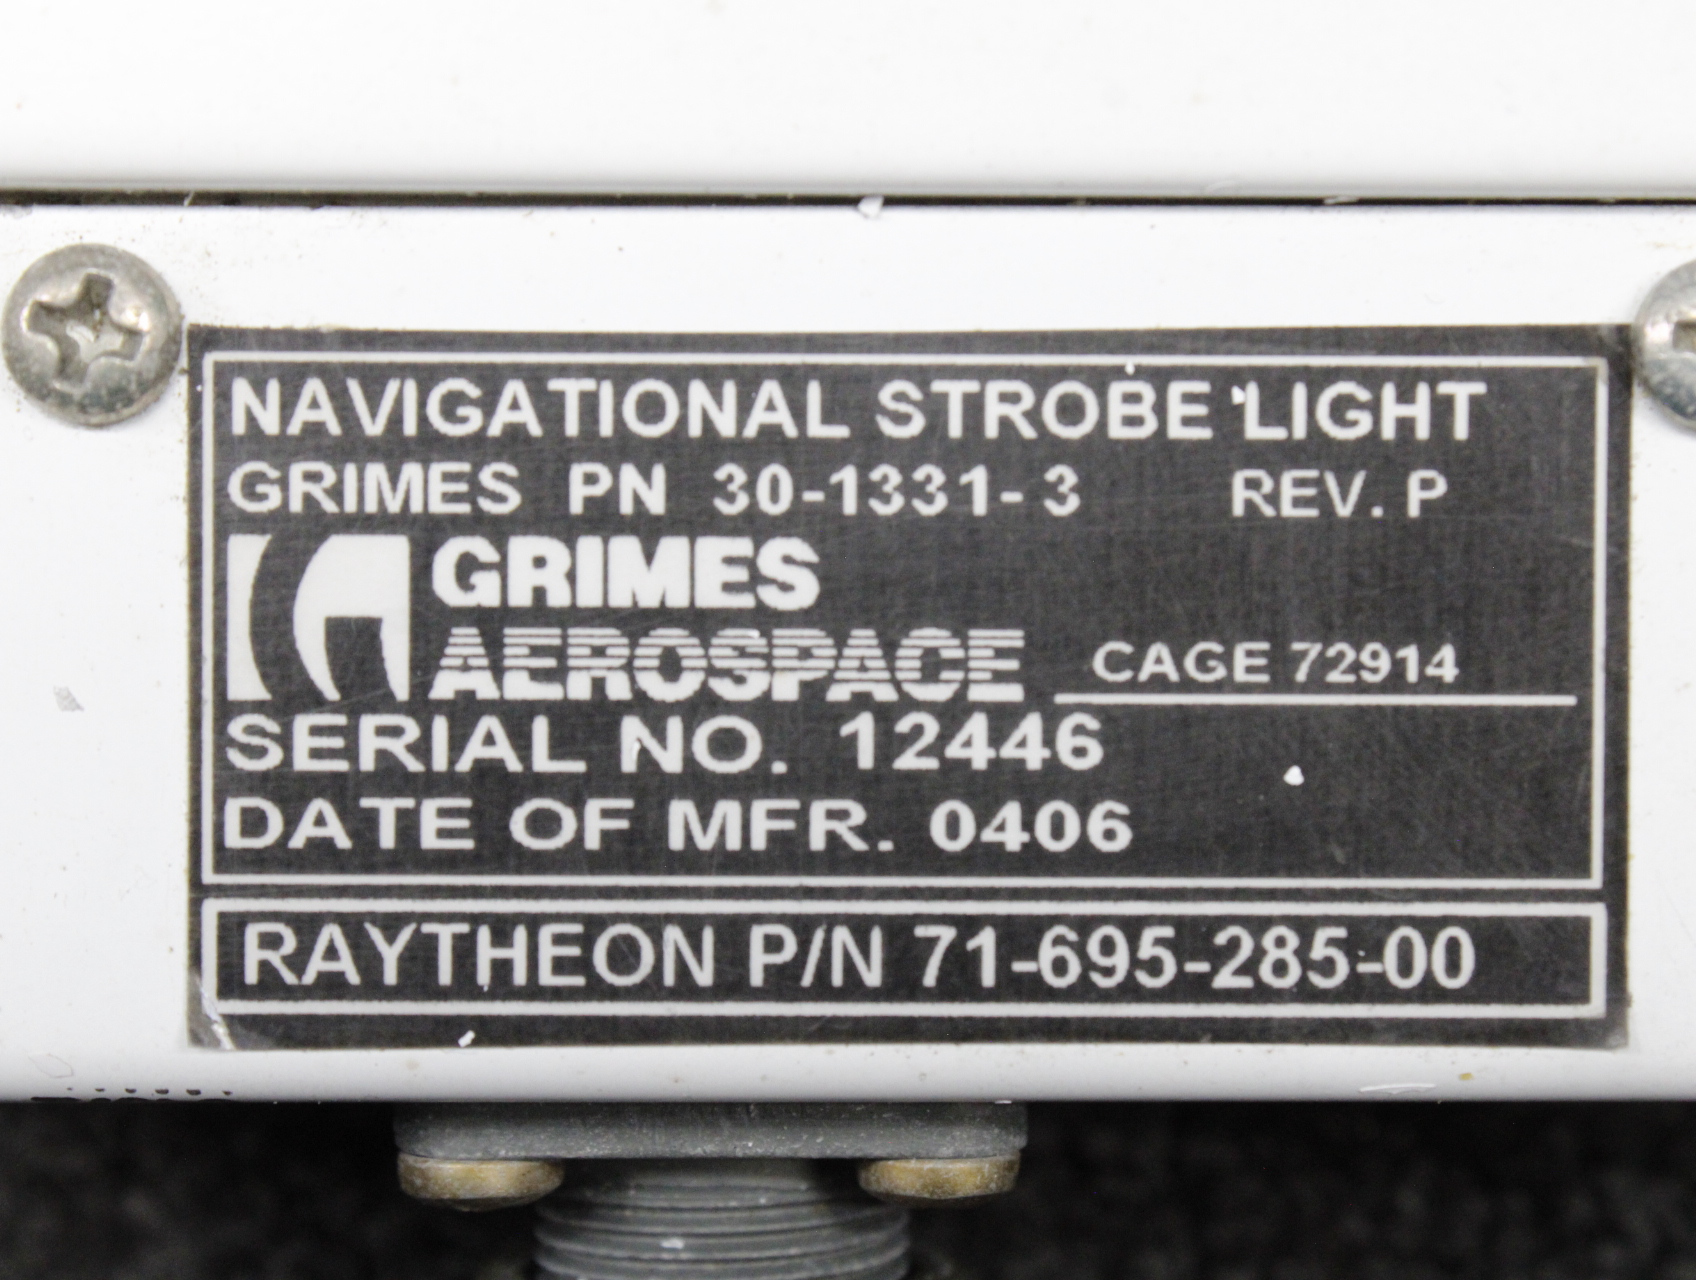 NAVIGATIONAL STROBE LIGHT
GRIMES PN 30-1331-3 REV. P
GRIMES
AEROSPACE CAGE 72914
SERIAL NO. 12446
DATE OF MFR. 0406
RAYTHEON P/N 71-695-285-00